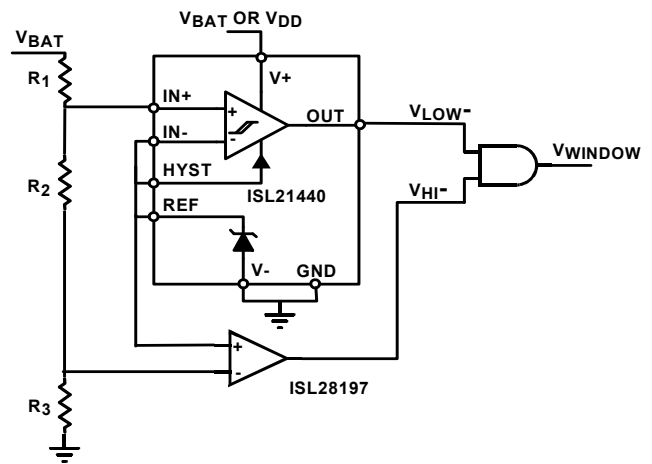 VBAT OR VDD
VBAT
R1
V+
IN+
+
OUT
VLOW-
IN-
-
VWINDOW
R2
HYST
ISL21440
VHI-
REF
V-
GND
+
-
ISL28197
R3